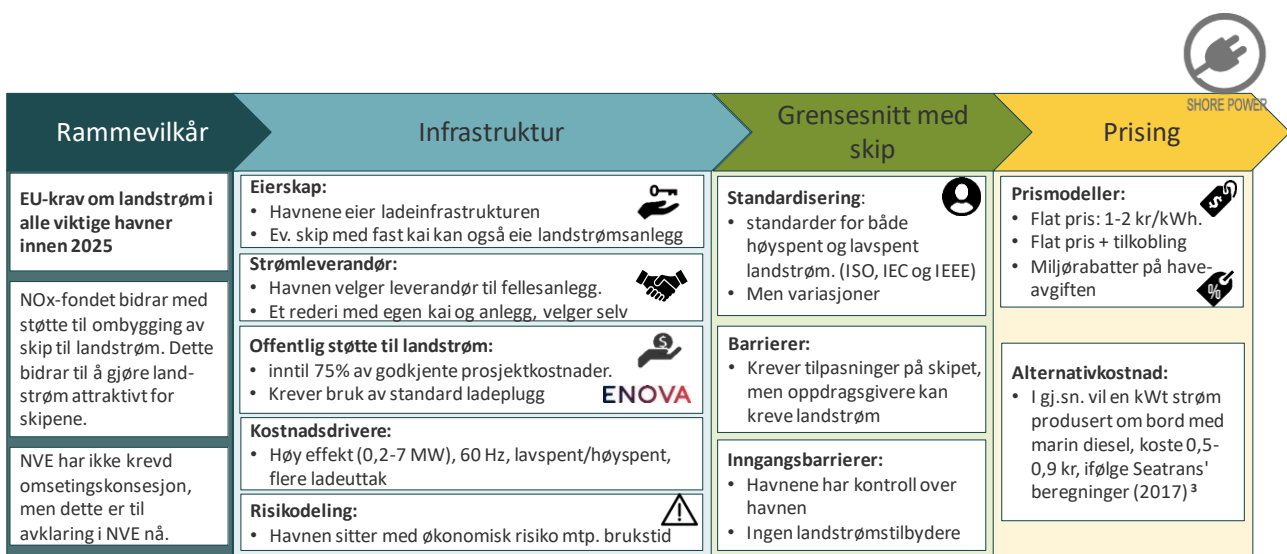 SHORE POWER
Rammevilkår
Infrastruktur
Grensesnitt med
skip
Prising
EU-krav om landstrøm i
alle viktige havner
innen 2025
NOx-fondet bidrar med
støtte til ombygging av
skip til landstrøm. Dette
bidrar til å gjøre land-
strøm attraktivt for
skipene.
NVE har ikke krevd
omsetingskonsesjon,
men dette er til
avklaring i NVE nå.
Eierskap:
• Havnene eier ladeinfrastrukturen
• Ev. skip med fast kai kan også eie landstrømsanlegg
Strømleverandør:
• Havnen velger leverandør til fellesanlegg.
• Et rederi med egen kai og anlegg, velger selv
Offentlig støtte til landstrøm:
• inntil 75% av godkjente prosjektkostnader.
• Krever bruk av standard ladeplugg
ENOVA
Kostnadsdrivere:
• Høy effekt (0,2-7 MW), 60 Hz, lavspent/høyspent,
flere ladeuttak
Risikodeling:
• Havnen sitter med økonomisk risiko mtp. brukstid
Standardisering:
• standarder for både
høyspent og lavspent
landstrøm. (ISO, IEC og IEEE)
• Men variasjoner
Barrierer:
• Krever tilpasninger på skipet,
men oppdragsgivere kan
kreve landstrøm
Inngangsbarrierer:
• Havnene har kontroll over
havnen
• Ingen landstrømstilbydere
Prismodeller:
• Flat pris: 1-2 kr/kWh.
• Flat pris + tilkobling
• Miljørabatter på have-
avgiften
$
%
Alternativkostnad:
• I gj.sn. vil en kWt strøm
produsert om bord med
marin diesel, koste 0,5-
0,9 kr, ifølge Seatrans'
beregninger (2017) ³